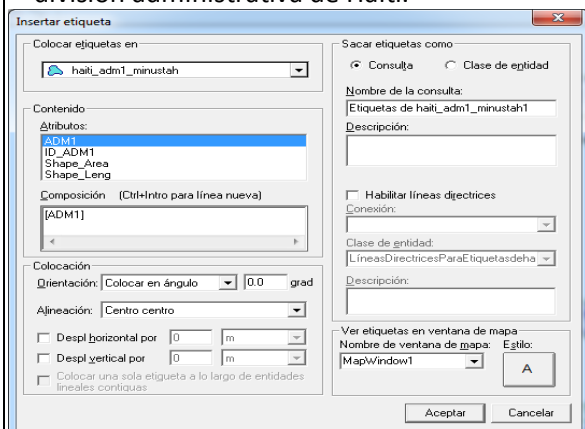 división administrativa de Haití.
Insertar etiqueta
Colocar etiquetas en
haiti_adm1_minustah
Contenido
Atributos:
ADM1
ID_ADM1
Shape_Area
Shape_Leng
Composición (Ctrl+Intro para línea nueva)
[ADM1]
Colocación
Orientación: Colocar en ángulo 0.0 grad
Alineación: Centro centro
Despl horizontal por 0 m
Despl vertical por 0 m
Colocar una sola etiqueta a lo largo de entidades
lineales contiguas
Sacar etiquetas como
Consulta Clase de entidad
Nombre de la consulta:
Etiquetas de haiti_adm1_minustah1
Descripción:
Habilitar líneas directrices
Conexión:
Clase de entidad:
LíneasDirectricesParaEtiquetasdeha
Descripción:
Ver etiquetas en ventana de mapa
Nombre de ventana de mapa: Estilo:
MapWindow1
A
Aceptar Cancelar